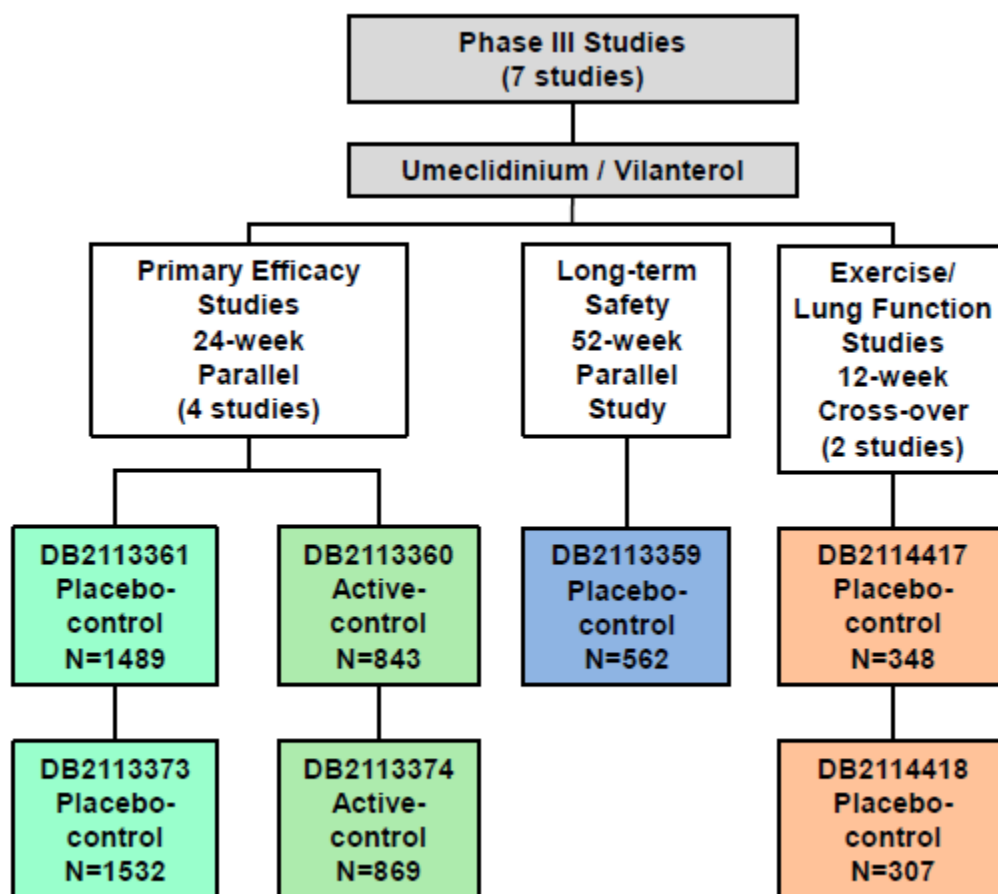 Phase III Studies
(7 studies)
Umeclidinium / Vilanterol
Primary Efficacy
Studies
24-week
Parallel
(4 studies)
Long-term
Safety
52-week
Parallel
Study
Exercise/
Lung Function
Studies
12-week
Cross-over
(2 studies)
DB2113361
Placebo-
control
N=1489
DB2113360
Active-
control
N=843
DB2113359
Placebo-
control
N=562
DB2114417
Placebo-
control
N=348
DB2113373
Placebo-
control
N=1532
DB2113374
Active-
control
N=869
DB2114418
Placebo-
control
N=307